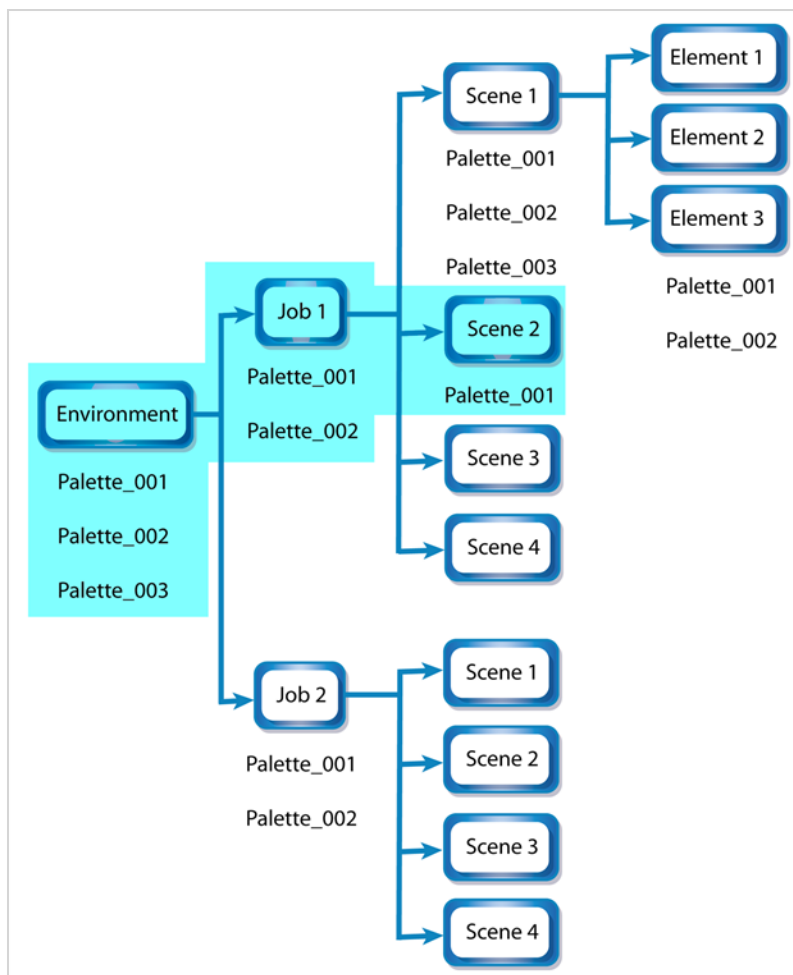 Environment
Palette_001
Palette_002
Palette_003
Job 1
Palette_001
Palette_002
Scene 1
Palette_001
Palette_002
Palette_003
Element 1
Element 2
Element 3
Palette_001
Palette_002
Scene 2
Palette_001
Scene 3
Scene 4
Job 2
Palette_001
Palette_002
Scene 1
Scene 2
Scene 3
Scene 4